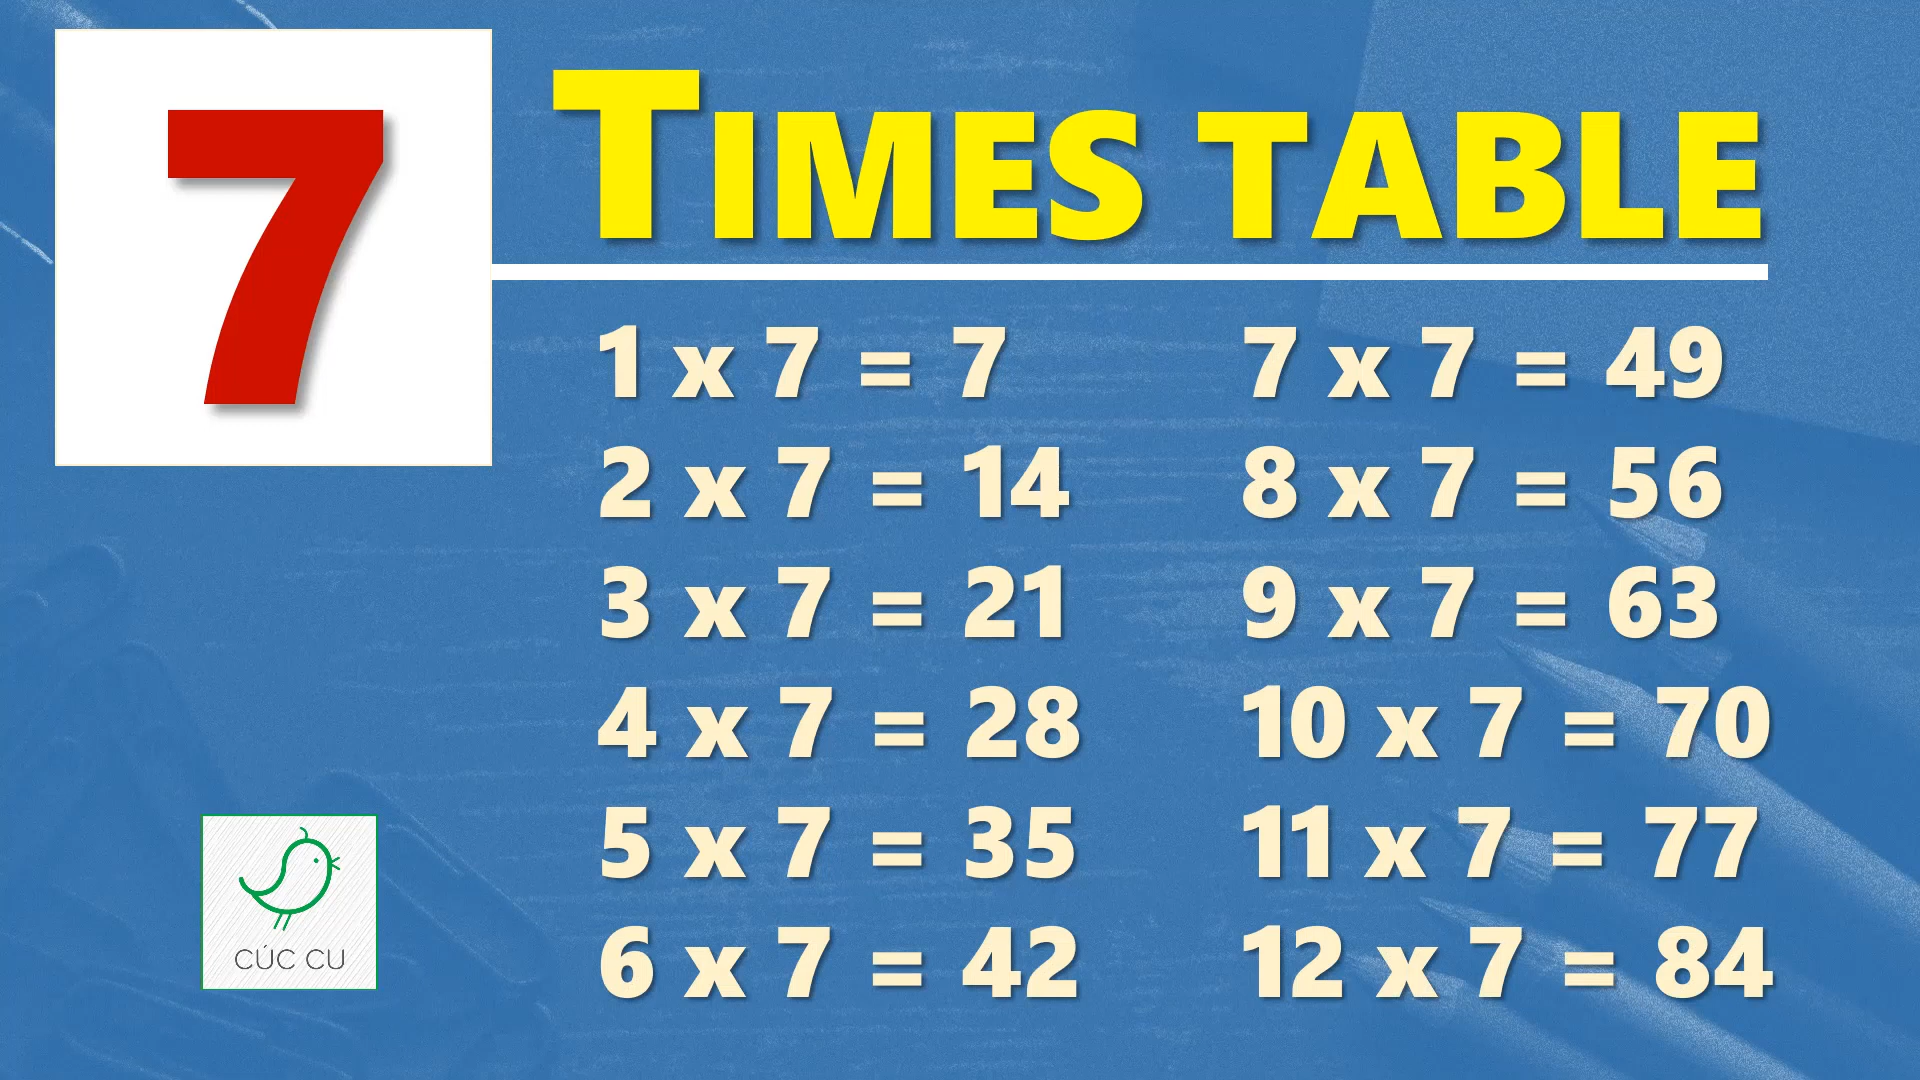 7
TIMES TABLE
1 x 7 = 7
2 x 7 = 14
3 x 7 = 21
4 x 7 = 28
5 x 7 = 35
6 x 7 = 42
7 x 7 = 49
8 x 7 = 56
9 x 7 = 63
10 x 7 = 70
11 x 7 = 77
12 x 7 = 84
CÚC CU